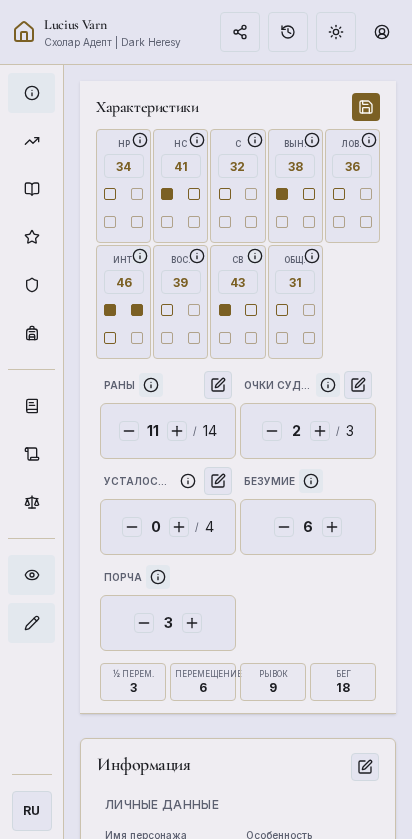 Lucius Varn
Схолар Адепт | Dark Heresy
Характеристики
НР НС С ВЫН. ЛОВ.
34 41 32 38 36
ИНТ ВОС. СВ ОБЩ.
46 39 43 31
РАНЫ ОЧКИ СУД...
11 / 14 2 / 3
УСТАЛОС... БЕЗУМИЕ
0 / 4 6
ПОРЧА
3
½ ПЕРЕМ. ПЕРЕМЕЩЕНИЕ РЫВОК БЕГ
3 6 9 18
Информация
ЛИЧНЫЕ ДАННЫЕ
Имя персонажа Особенность
RU